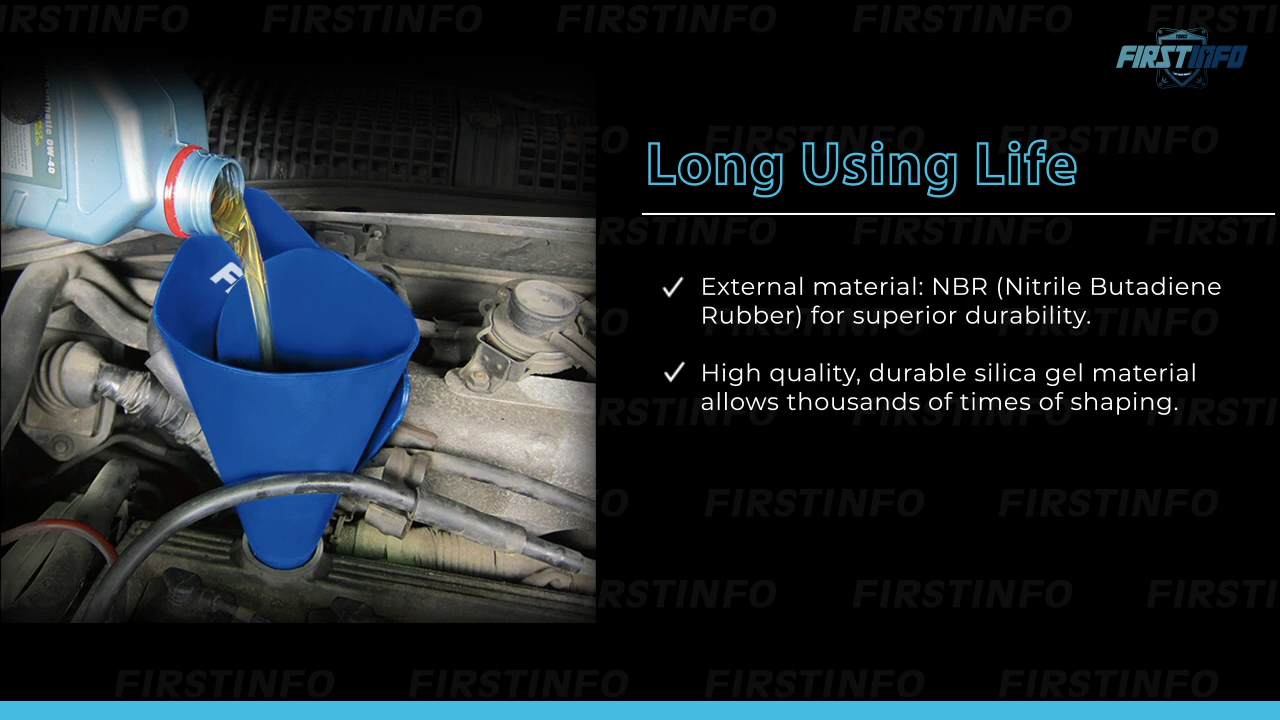 FIRSTINFO
Long Using Life
External material: NBR (Nitrile Butadiene
Rubber) for superior durability.
High quality, durable silica gel material
allows thousands of times of shaping.
FIRSTINFO